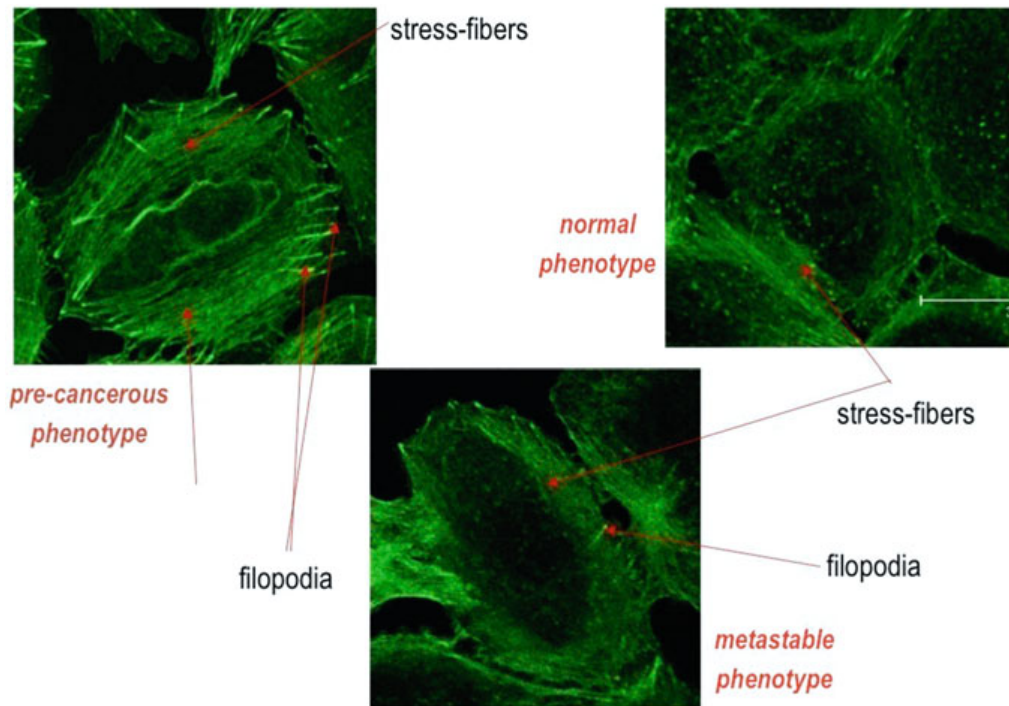 stress-fibers
normal
phenotype
pre-cancerous
phenotype
stress-fibers
filopodia
filopodia
metastable
phenotype